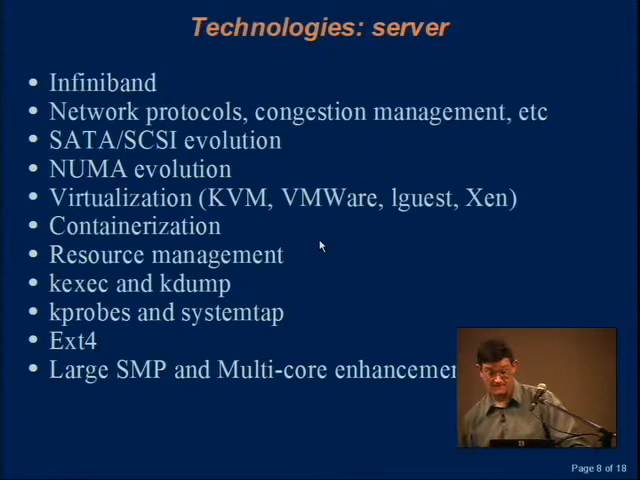 Technologies: server
• Infiniband
• Network protocols, congestion management, etc
• SATA/SCSI evolution
• NUMA evolution
• Virtualization (KVM, VMWare, lguest, Xen)
• Containerization
• Resource management
• kexec and kdump
• kprobes and systemtap
• Ext4
• Large SMP and Multi-core enhancemen
Page 8 of 18